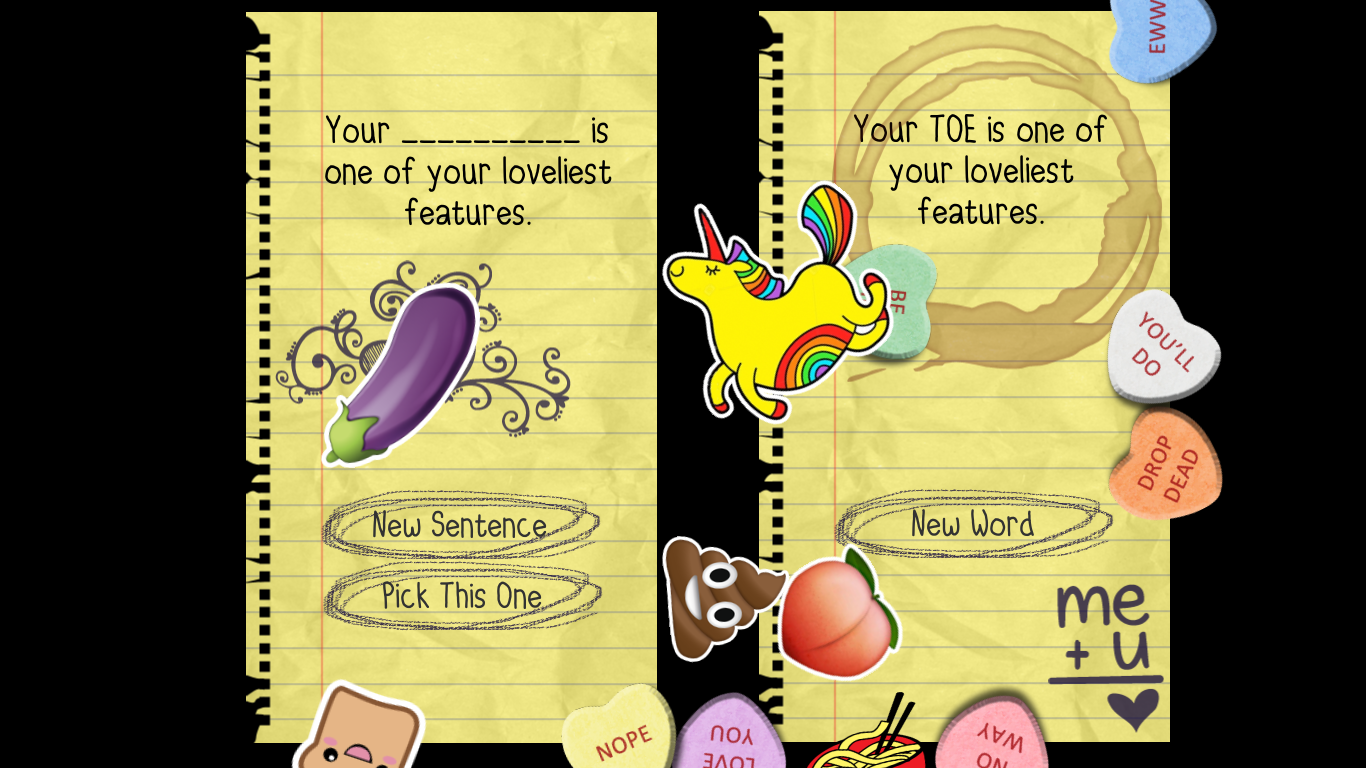 Your __________ is
one of your loveliest
features.
New Sentence
Pick This One
Your TOE is one of
your loveliest
features.
New Word
EWW
BE
YOU'LL
DO
DROP
DEAD
me
+ u
NOPE
LOVE
YOU
NO
WAY